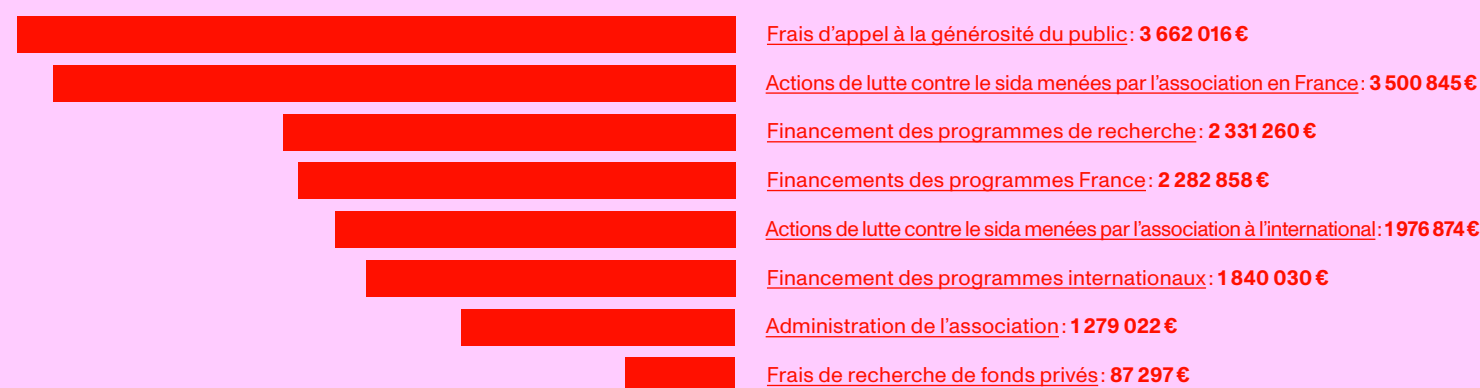 Frais d’appel à la générosité du public : 3 662 016 €
Actions de lutte contre le sida menées par l’association en France : 3 500 845 €
Financement des programmes de recherche : 2 331 260 €
Financements des programmes France : 2 282 858 €
Actions de lutte contre le sida menées par l’association à l’international : 1 976 874 €
Financement des programmes internationaux : 1 840 030 €
Administration de l’association : 1 279 022 €
Frais de recherche de fonds privés : 87 297 €